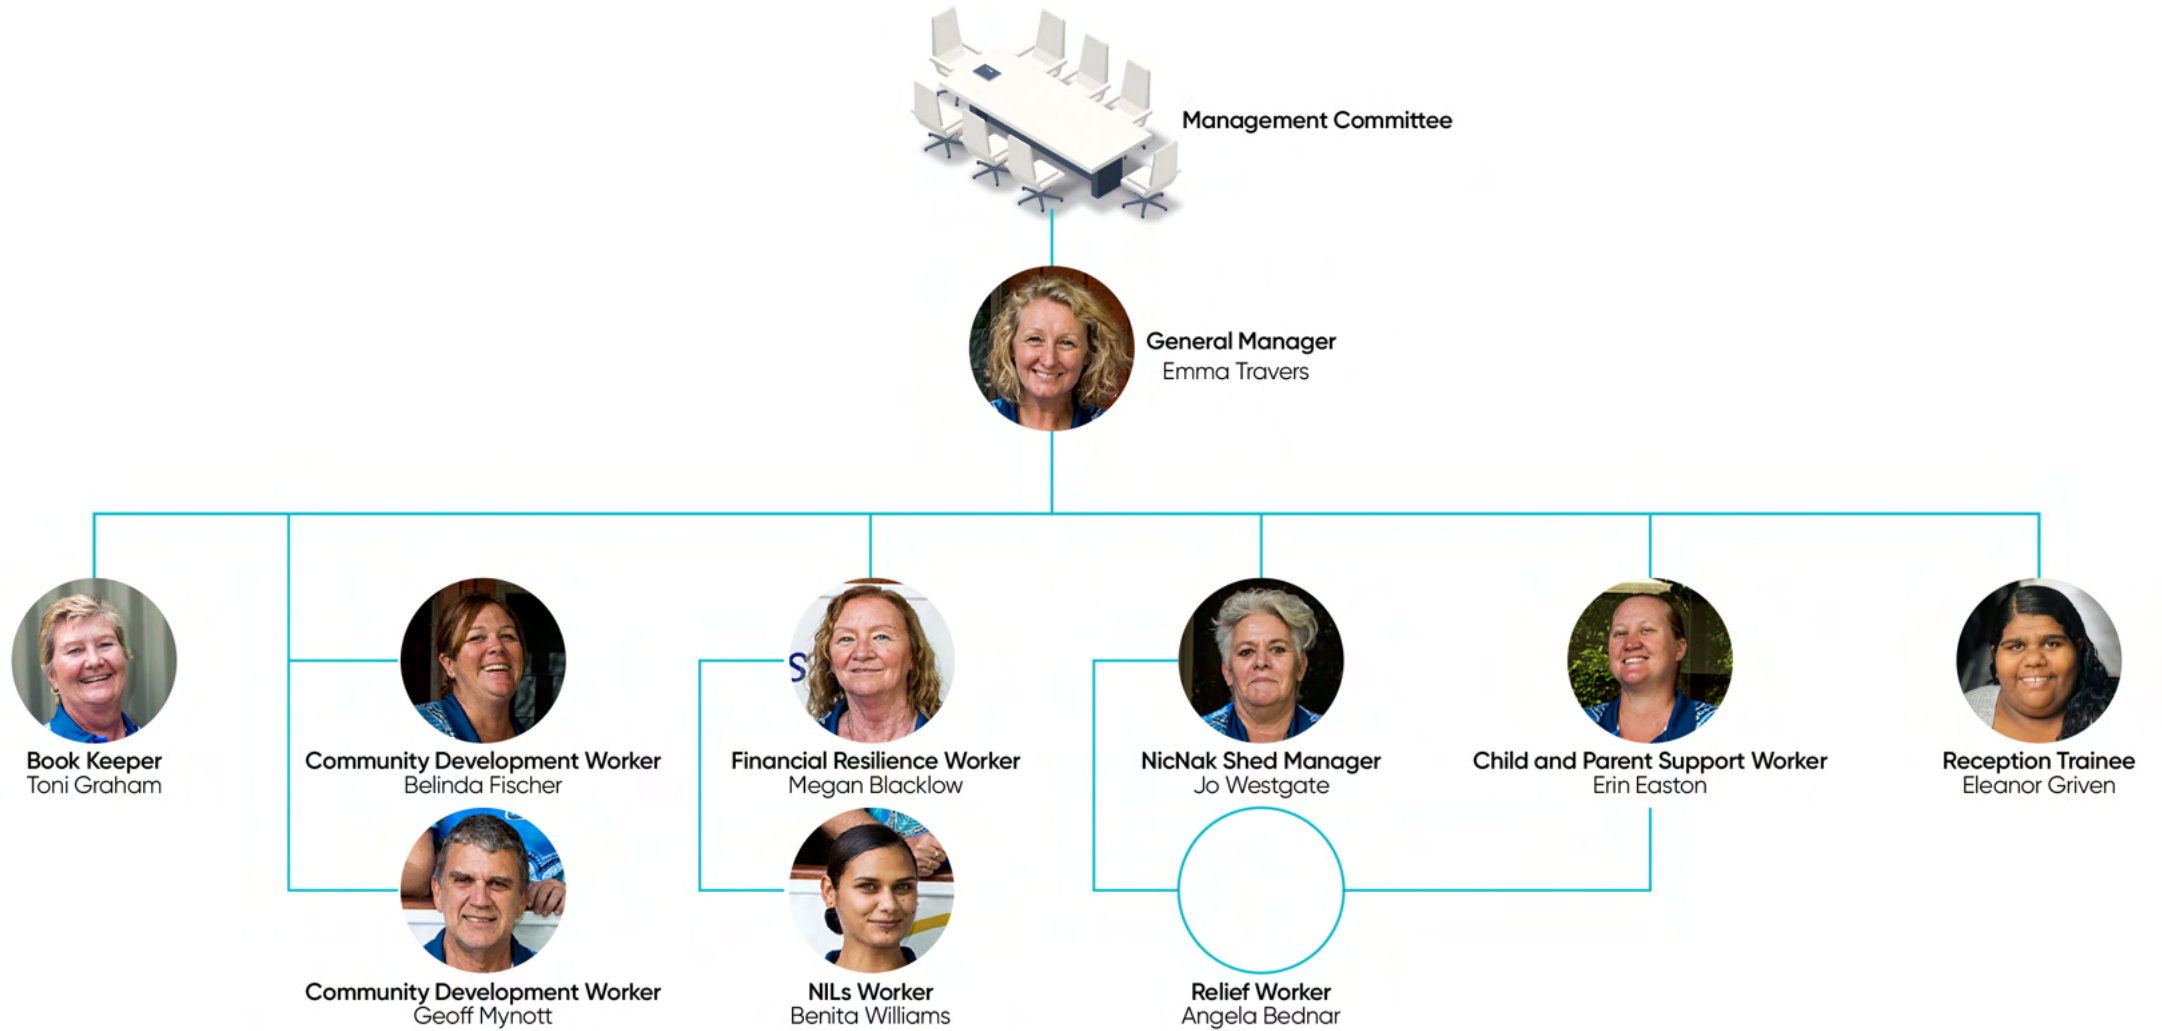 Management Committee
General Manager
Emma Travers
Book Keeper
Toni Graham
Community Development Worker
Belinda Fischer
Financial Resilience Worker
Megan Blacklow
NicNak Shed Manager
Jo Westgate
Child and Parent Support Worker
Erin Easton
Reception Trainee
Eleanor Griven
Community Development Worker
Geoff Mynott
NILs Worker
Benita Williams
Relief Worker
Angela Bednar